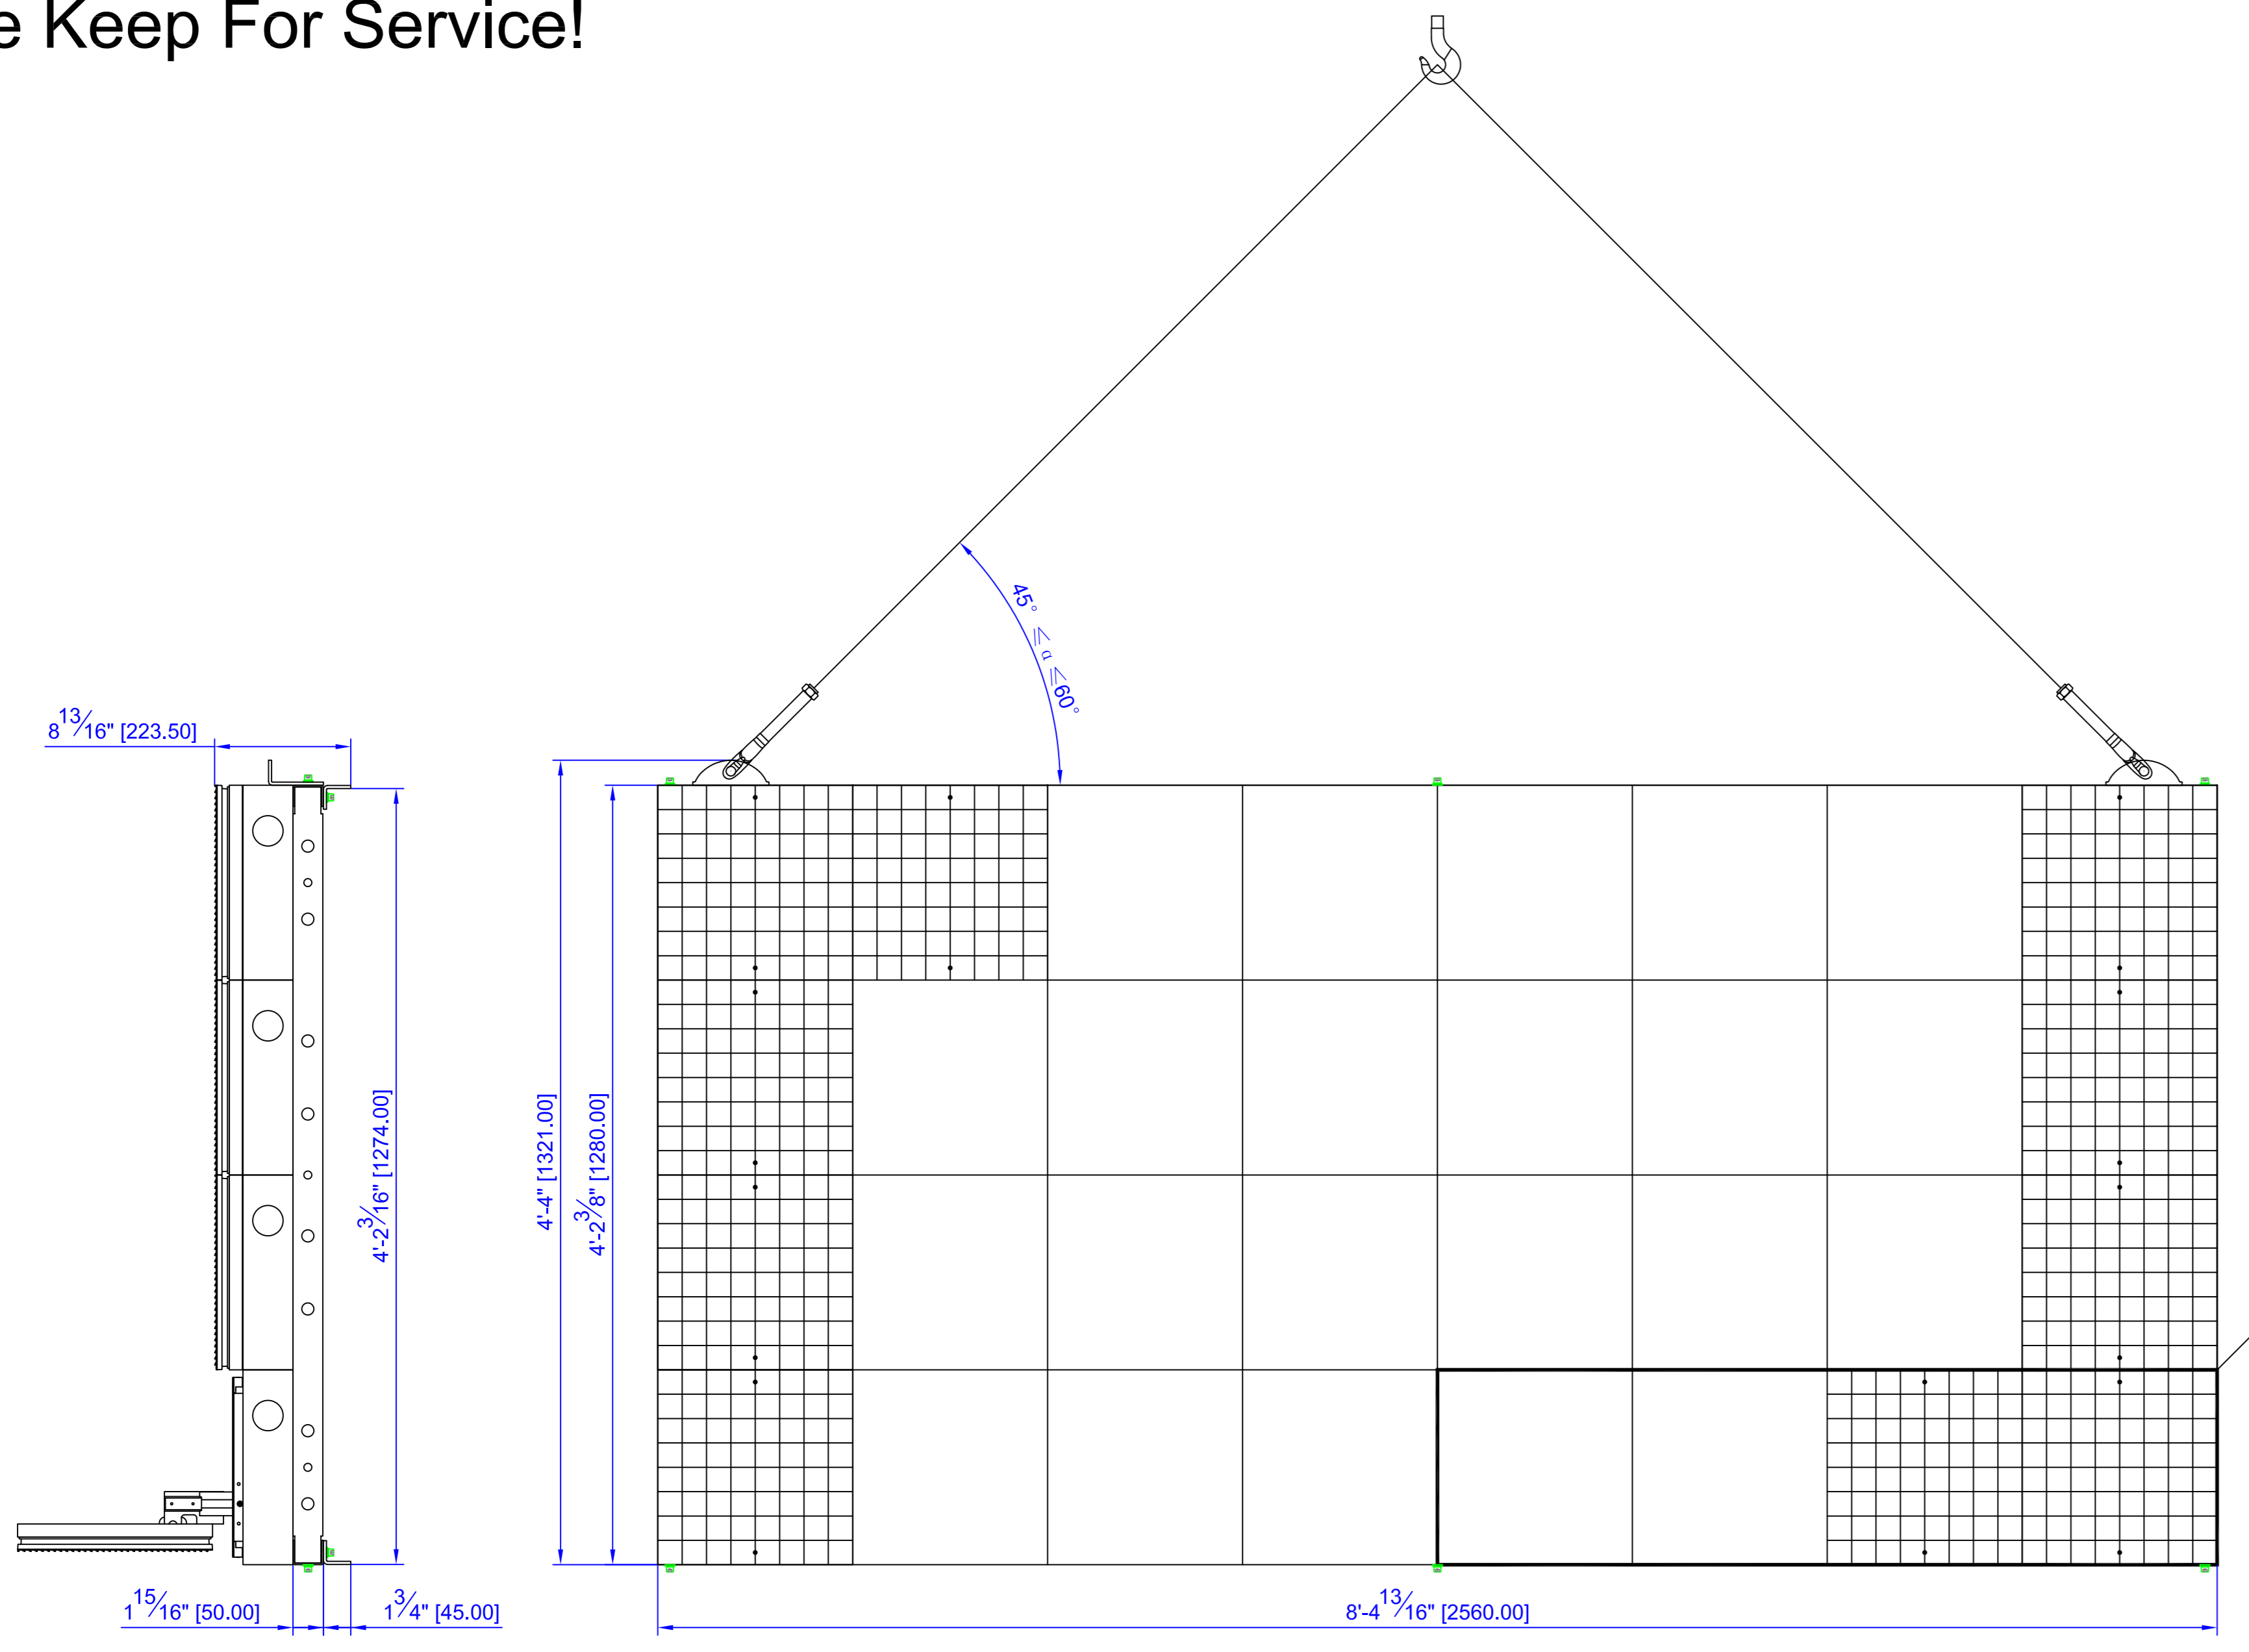 e Keep For Service!
45° ≤ α ≤60°
8 13/16" [223.50]
4'-2 3/16" [1274.00]
4'-4" [1321.00]
4'-2 3/8" [1280.00]
1 15/16" [50.00]
1 3/4" [45.00]
8'-4 13/16" [2560.00]